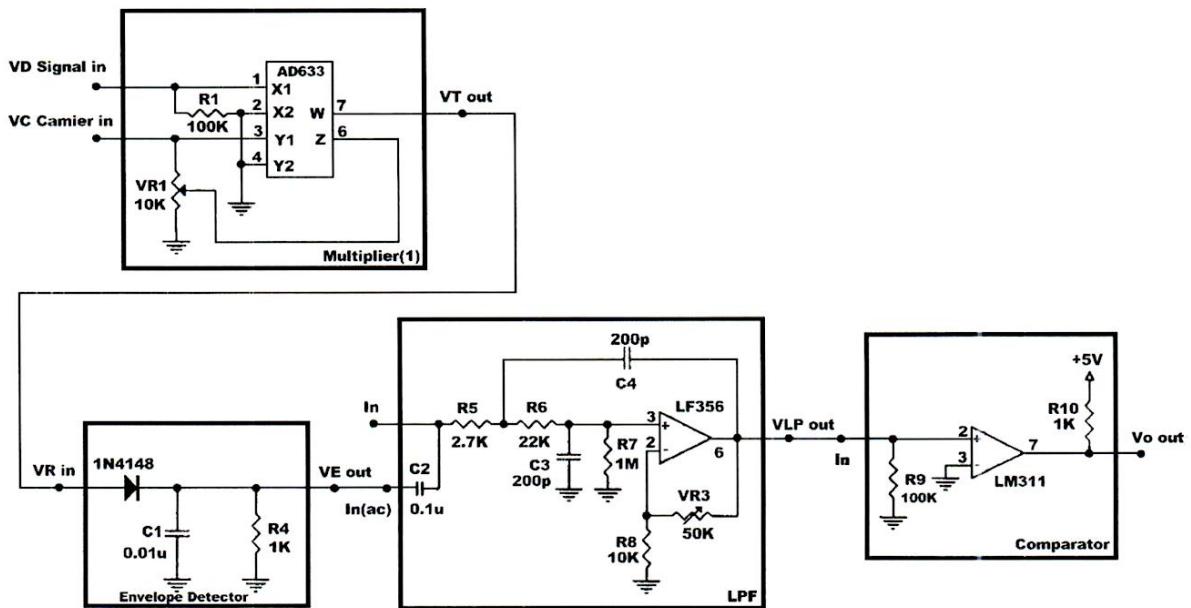 VD Signal in
VC Camier in
AD633
1 X1
2 X2
3 Y1
4 Y2
W 7
Z 6
R1
100K
VR1
10K
VT out
Multiplier(1)
VR in
1N4148
C1
0.01u
R4
1K
VE out
In(ac)
Envelope Detector
In
C2
0.1u
R5
2.7K
R6
22K
200p
C4
C3
200p
R7
1M
3 +
2 -
LF356
6
VR3
50K
R8
10K
LPF
VLP out
In
R9
100K
2 +
3 -
7
LM311
+5V
R10
1K
Vo out
Comparator